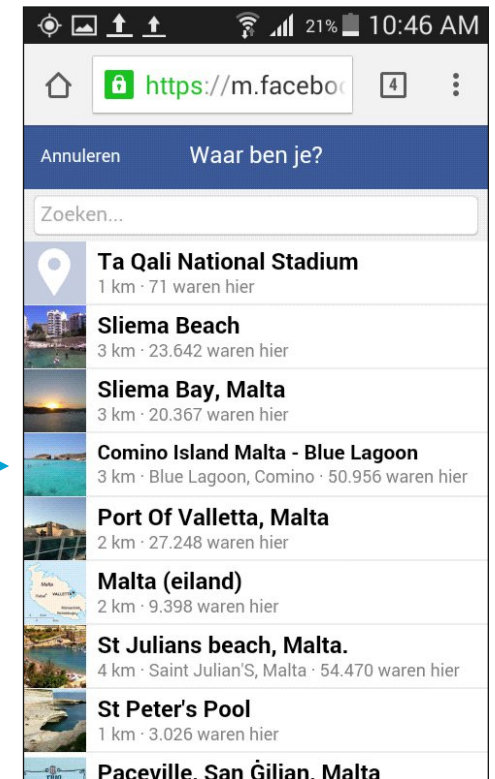 21% 10:46 AM
https://m.faceboo
4
Annuleren Waar ben je?
Zoeken...
Ta Qali National Stadium
1 km · 71 waren hier
Sliema Beach
3 km · 23.642 waren hier
Sliema Bay, Malta
3 km · 20.367 waren hier
Comino Island Malta - Blue Lagoon
3 km · Blue Lagoon, Comino · 50.956 waren hier
Port Of Valletta, Malta
2 km · 27.248 waren hier
Malta (eiland)
2 km · 9.398 waren hier
St Julians beach, Malta.
4 km · Saint Julian'S, Malta · 54.470 waren hier
St Peter's Pool
1 km · 3.026 waren hier
Paceville, San Ġiljan, Malta